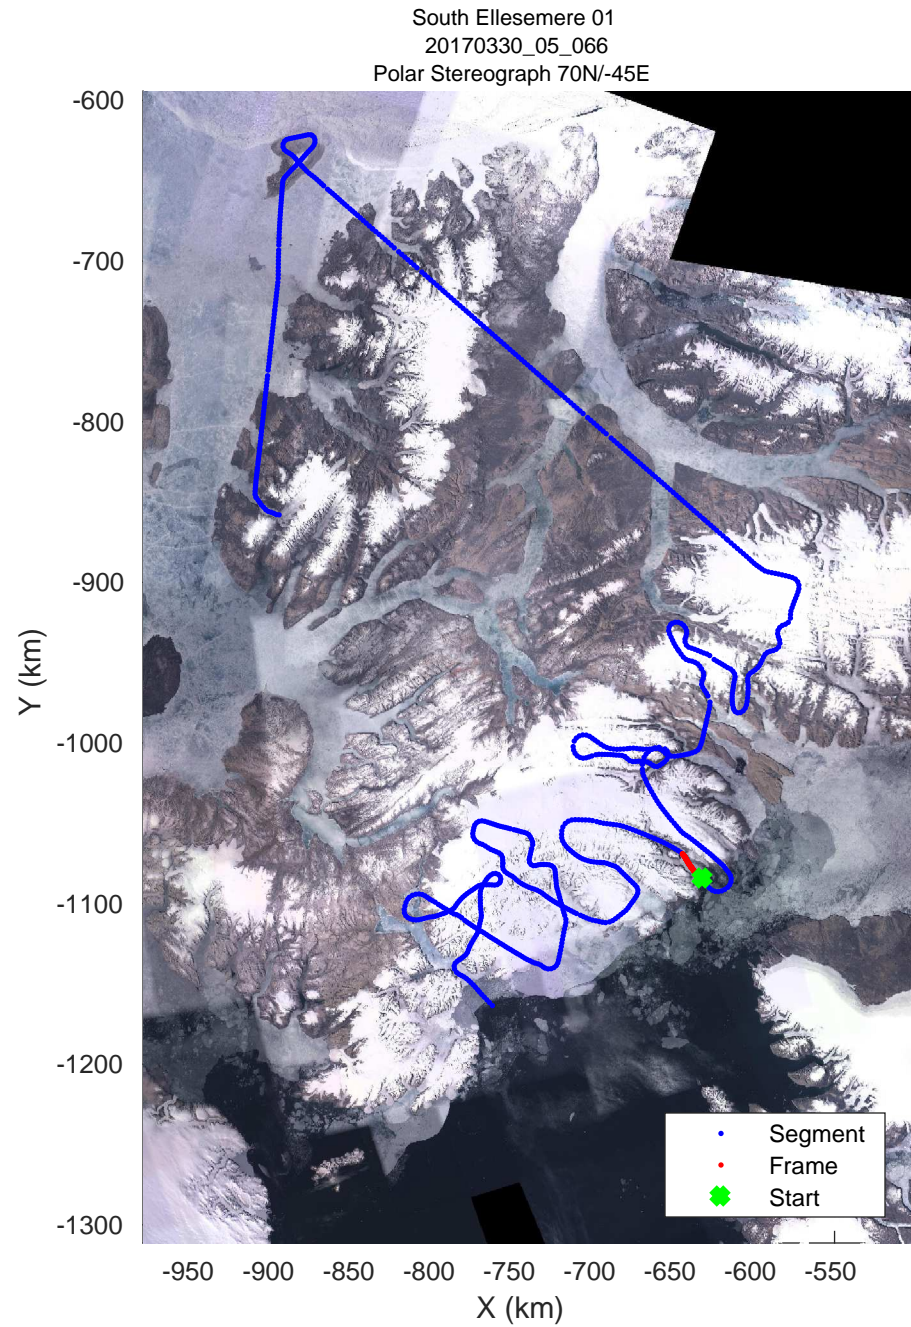 South Ellesemere 01
20170330_05_066
Polar Stereograph 70N/-45E
-600
-700
-800
-900
-1000
-1100
-1200
-1300
Y (km)
Segment
Frame
Start
-950 -900 -850 -800 -750 -700 -650 -600 -550
X (km)